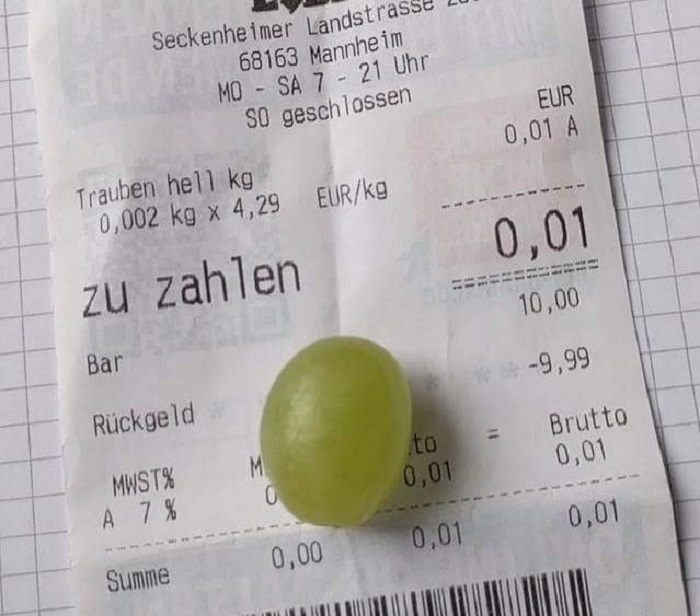 Seckenheimer Landstrasse
68163 Mannheim
MO - SA 7 - 21 Uhr
SO geschlossen
EUR
0,01 A
Trauben hell kg
0,002 kg x 4,29 EUR/kg
zu zahlen 0,01
Bar 10,00
Rückgeld -9,99
MWST% = Brutto
A 7 % 0,01 0,01
Summe 0,00 0,01 0,01